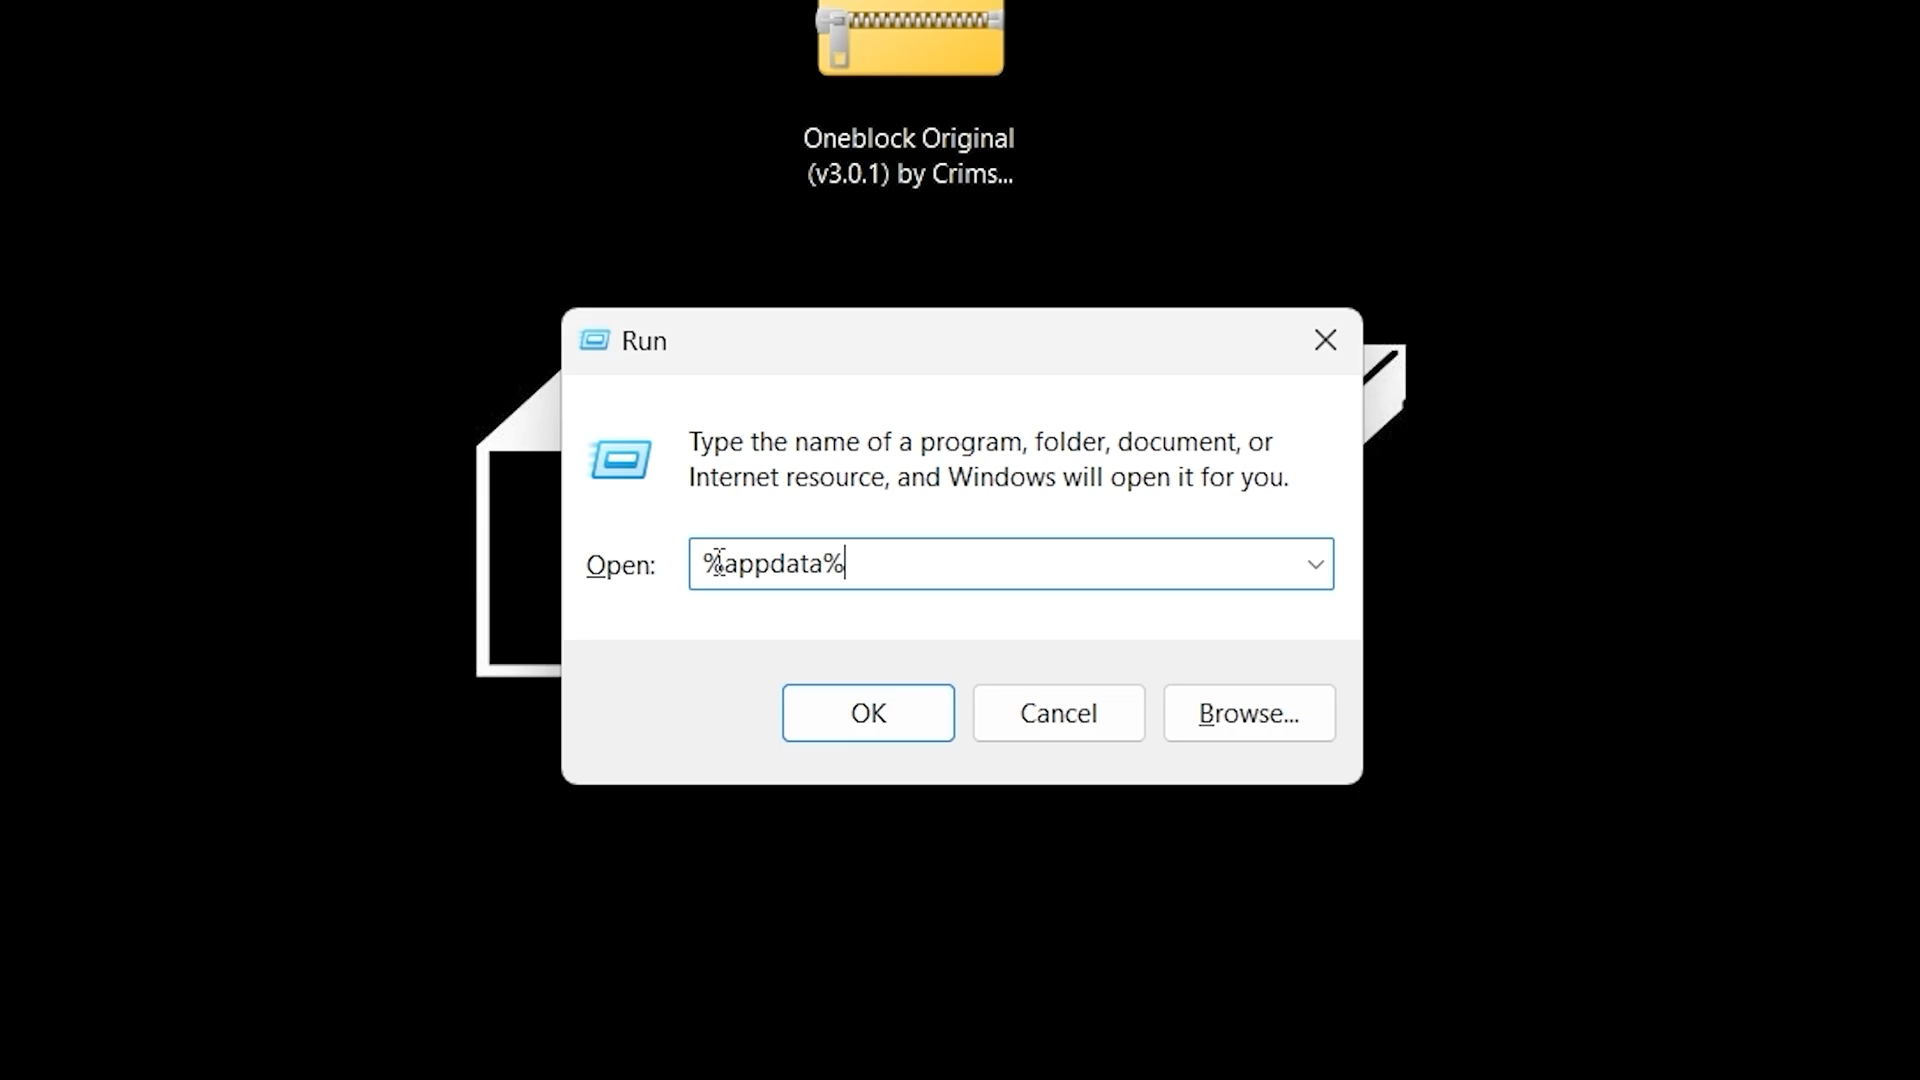 Oneblock Original
(v3.0.1) by Crims...
Run
Type the name of a program, folder, document, or
Internet resource, and Windows will open it for you.
Open:
%appdata%
OK
Cancel
Browse...